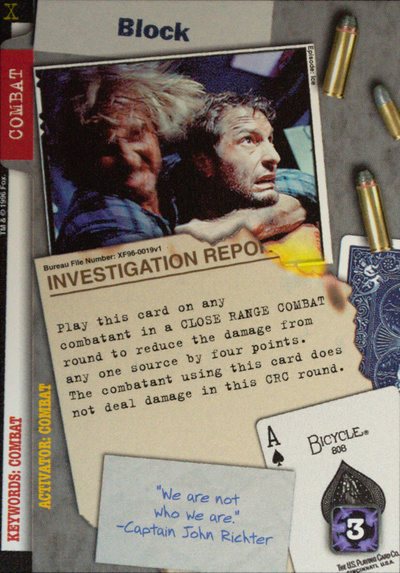 X
Block
COMBAT
Episode: Ice
TM & © 1996 Fox.
Bureau File Number: XF96-0019v1
INVESTIGATION REPO
Play this card on any
combatant in a CLOSE RANGE COMBAT
round to reduce the damage from
any one source by four points.
The combatant using this card does
not deal damage in this CRC round.
KEYWORDS: COMBAT
ACTIVATOR: COMBAT
"We are not
who we are."
-Captain John Richter
A
BICYCLE®
808
3
THE U.S. PLAYING CARD CO.
CINCINNATI, U.S.A.